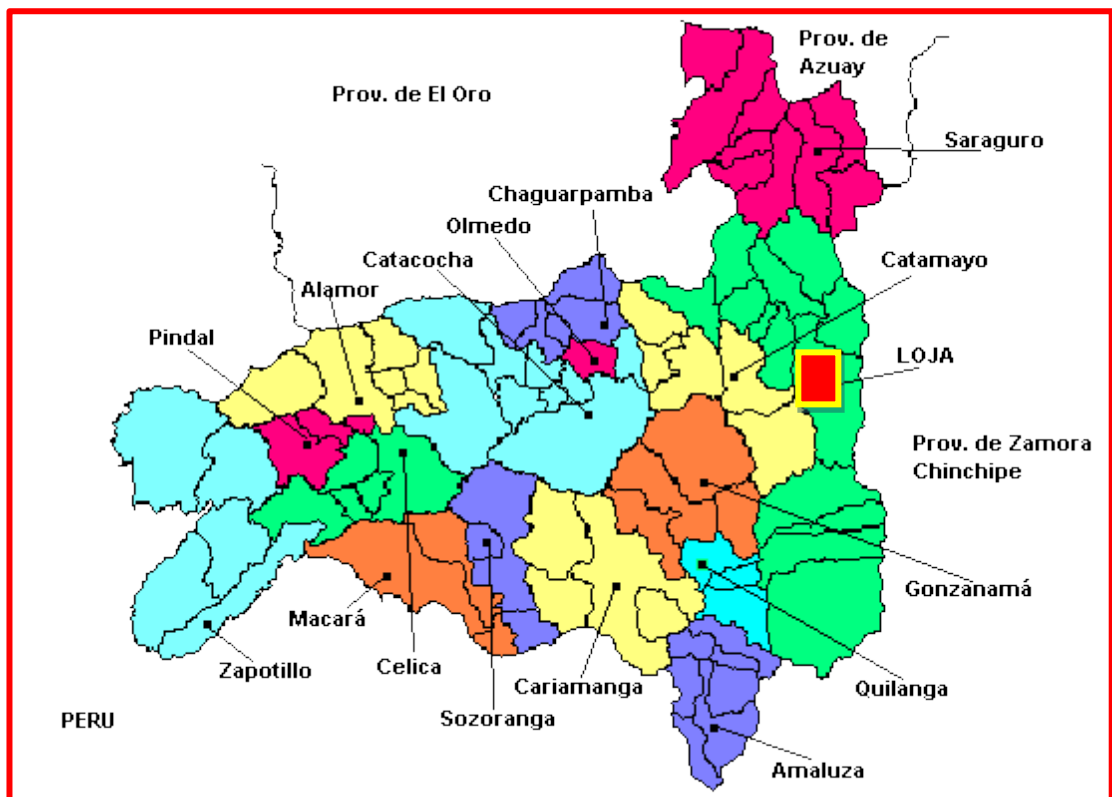 Prov. de
Azuay
Prov. de El Oro
Saraguro
Chaguarpamba
Olmedo
Catacocha
Catamayo
Alamor
Pindal
LOJA
Prov. de Zamora
Chinchipe
Gonzanamá
Macará
Zapotillo
Celica
Cariamanga
Quilanga
Sozoranga
PERU
Amaluza